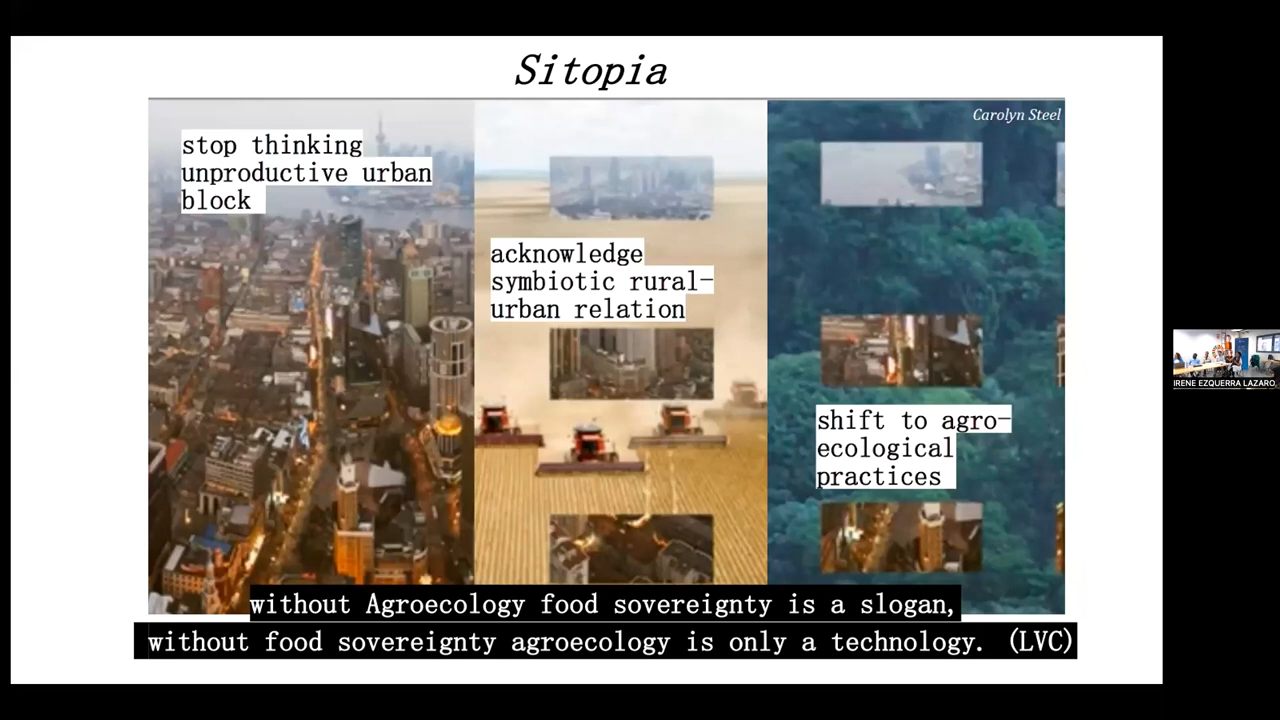 Sitopia
Carolyn Steel
stop thinking
unproductive urban
block
acknowledge
symbiotic rural-
urban relation
shift to agro-
ecological
practices
without Agroecology food sovereignty is a slogan,
without food sovereignty agroecology is only a technology. (LVC)
IRENE EZQUERRA LAZARO,